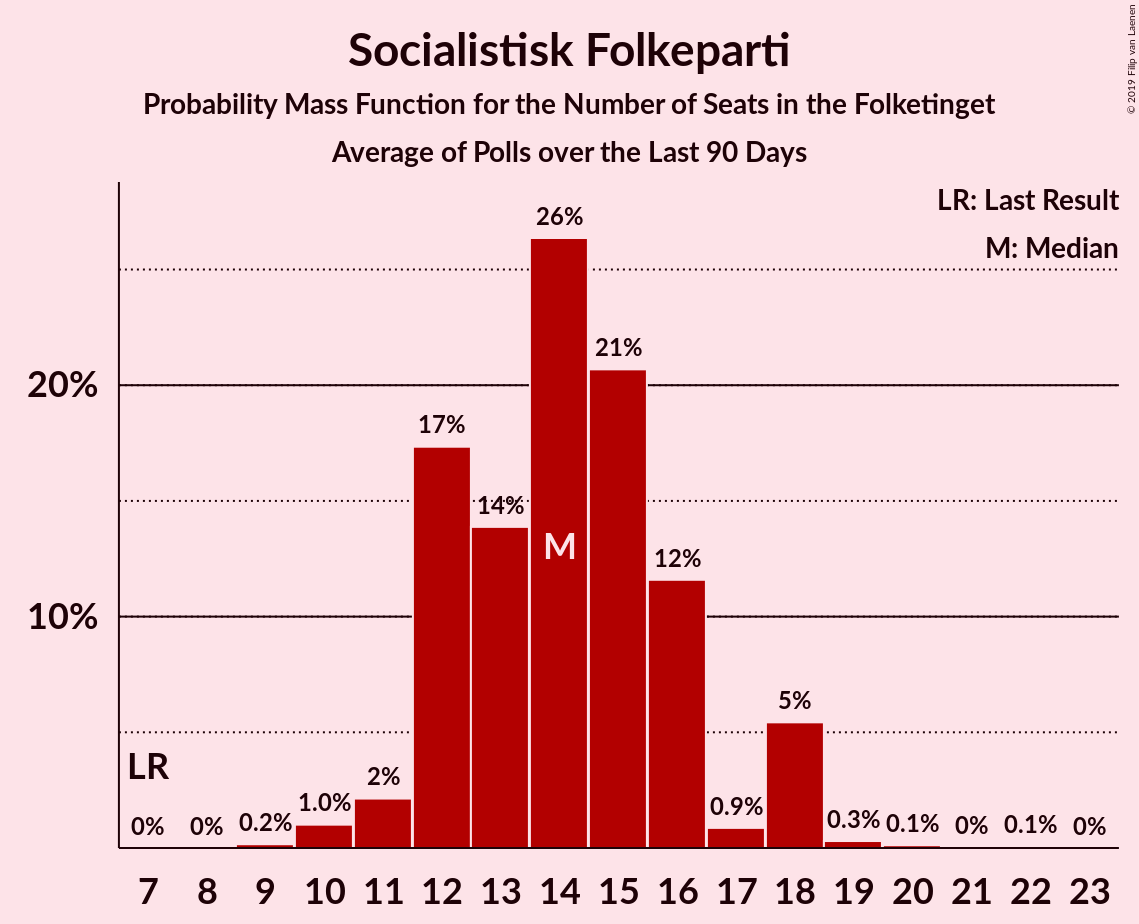 Socialistisk Folkeparti
Probability Mass Function for the Number of Seats in the Folketinget
Average of Polls over the Last 90 Days
© 2019 Filip van Laenen
LR: Last Result
M: Median
26%
21%
20%
17%
14%
M
12%
10%
5%
LR
2%
1.0%
0.9%
0% 0% 0.2% 0.3% 0.1% 0% 0.1% 0%
7 8 9 10 11 12 13 14 15 16 17 18 19 20 21 22 23